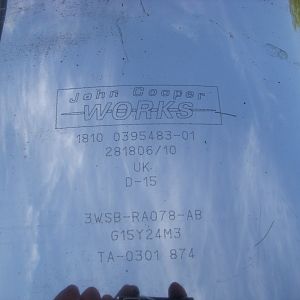 John Cooper
WORKS
1810 0395483-01
281806/10
UK
D-15
3WSB-RA078-AB
G15Y24M3
TA-0301 874